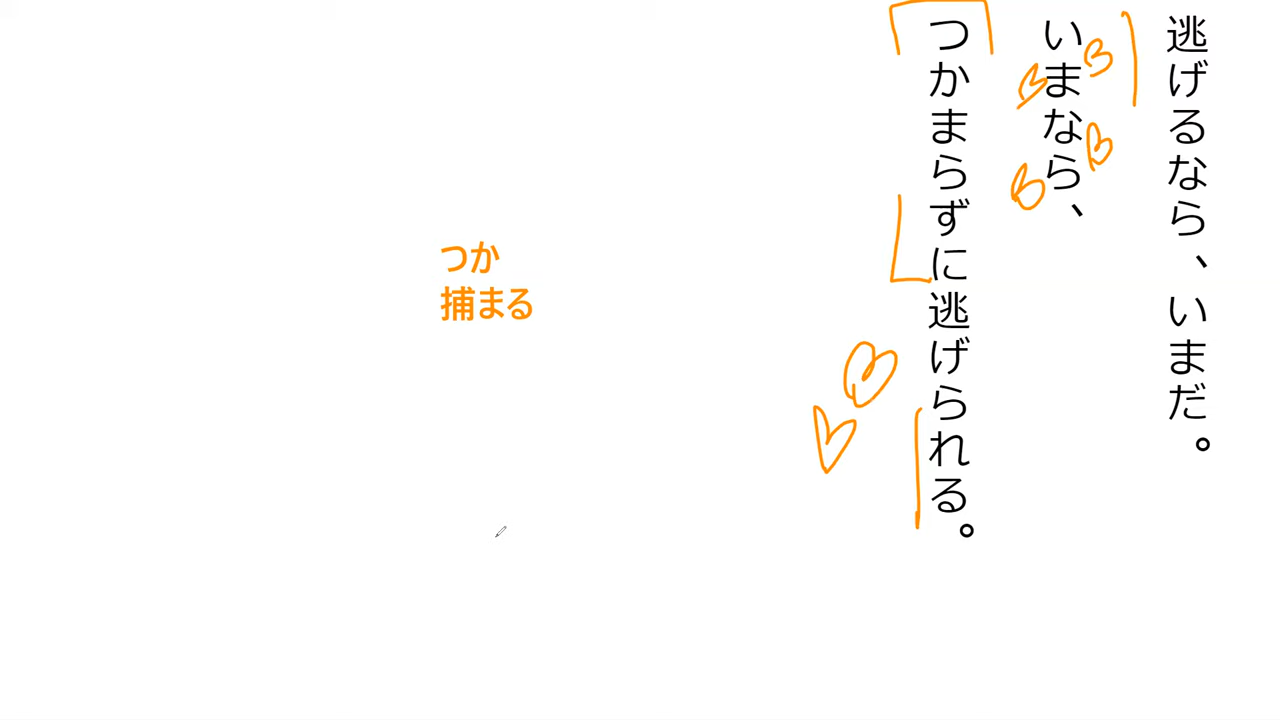 逃げるなら、いまだ。
いまなら、
つかまらずに逃げられる。
つか
捕まる